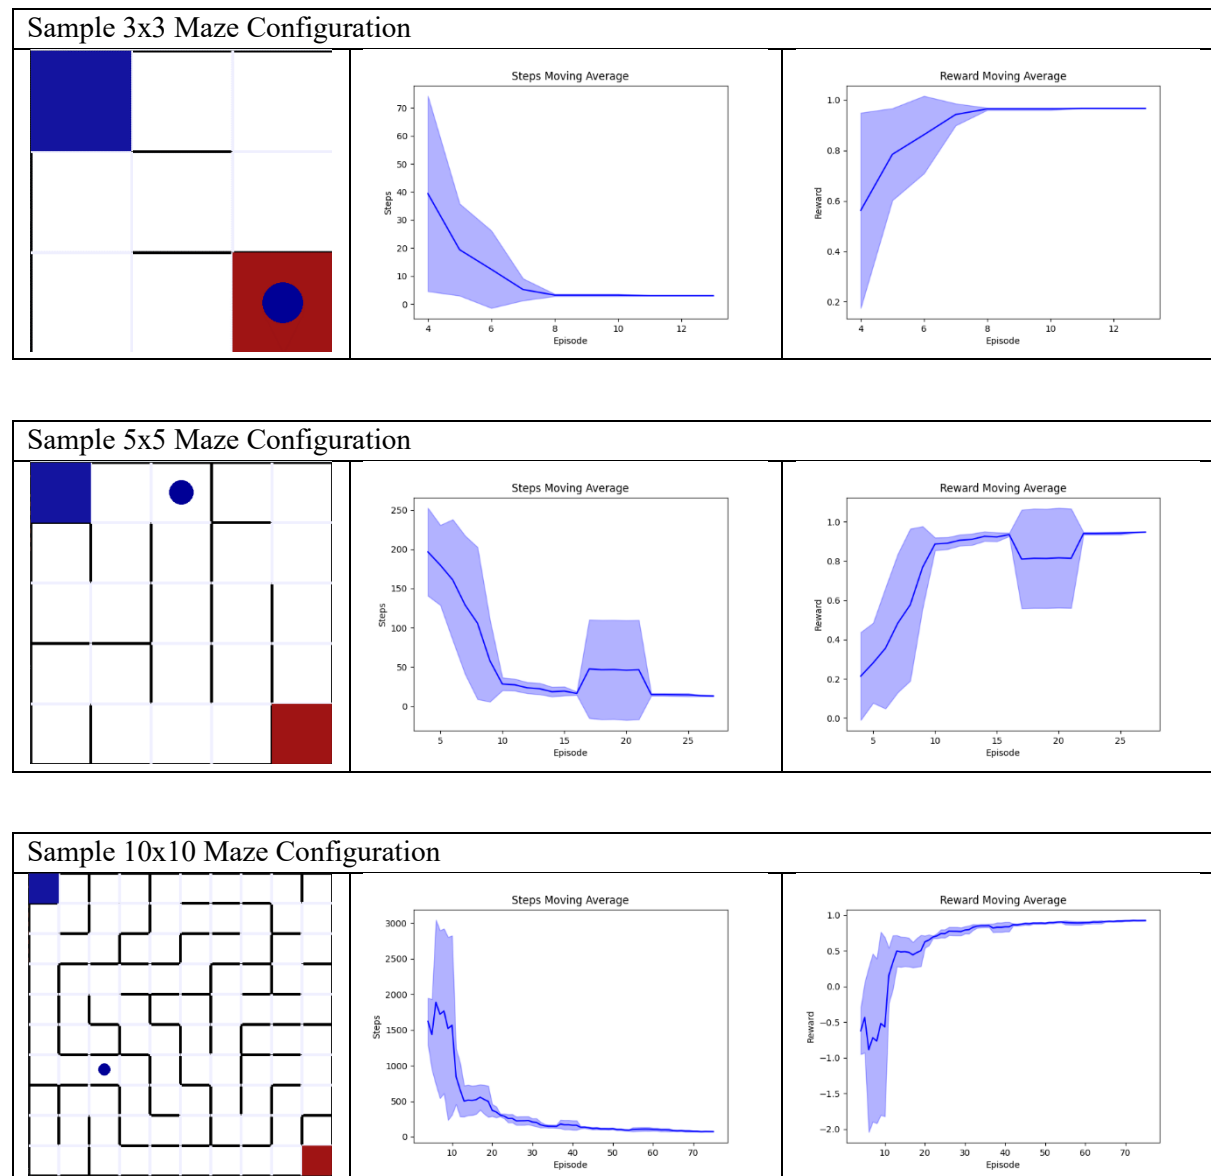 Sample 3x3 Maze Configuration
Steps Moving Average
70
60
50
40
30
20
10
0
Steps
4 6 8 10 12
Episode
Reward Moving Average
1.0
0.8
0.6
0.4
0.2
Reward
4 6 8 10 12
Episode
Sample 5x5 Maze Configuration
Steps Moving Average
250
200
150
100
50
0
Steps
5 10 15 20 25
Episode
Reward Moving Average
1.0
0.8
0.6
0.4
0.2
0.0
Reward
5 10 15 20 25
Episode
Sample 10x10 Maze Configuration
Steps Moving Average
3000
2500
2000
1500
1000
500
0
Steps
10 20 30 40 50 60 70
Episode
Reward Moving Average
1.0
0.5
0.0
−0.5
−1.0
−1.5
−2.0
Reward
10 20 30 40 50 60 70
Episode